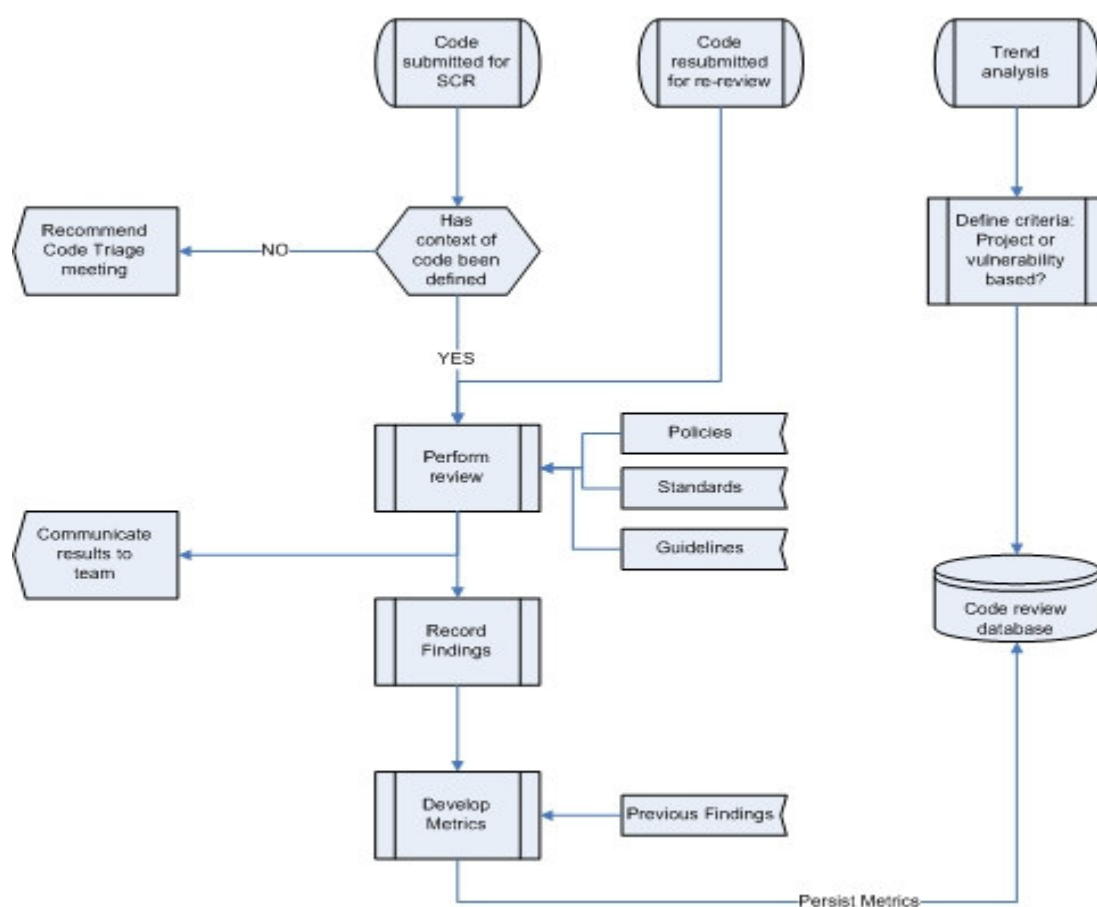 Code
submitted for
SCR
Code
resubmitted
for re-review
Trend
analysis
Recommend
Code Triage
meeting
NO
Has
context of
code been
defined
Define criteria:
Project or
vulnerability
based?
YES
Perform
review
Policies
Standards
Guidelines
Communicate
results to
team
Record
Findings
Code review
database
Develop
Metrics
Previous Findings
Persist Metrics